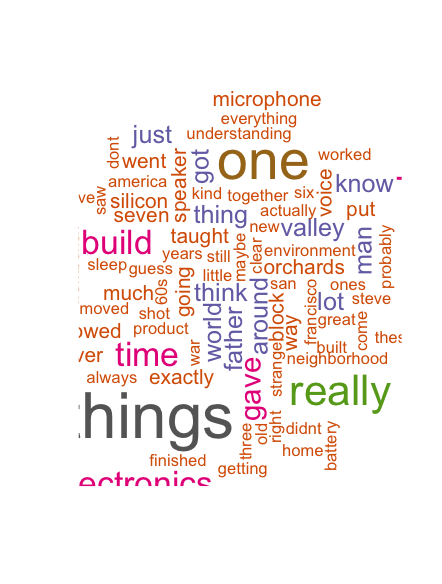 microphone
everything
just understanding
dont went got one worked
america kind together six voice know
ve saw silicon speaker actually put
seven thing new valley man
build taught maybe clear environment probably
sleep guess years still orchards
much 60s going little san ones
moved think around block francisco lot steve
shot world way great come
owed product father built thes
ver time war strange neighborhood
always exactly gave really
hings three old right didnt
finished home battery
getting
ectronics